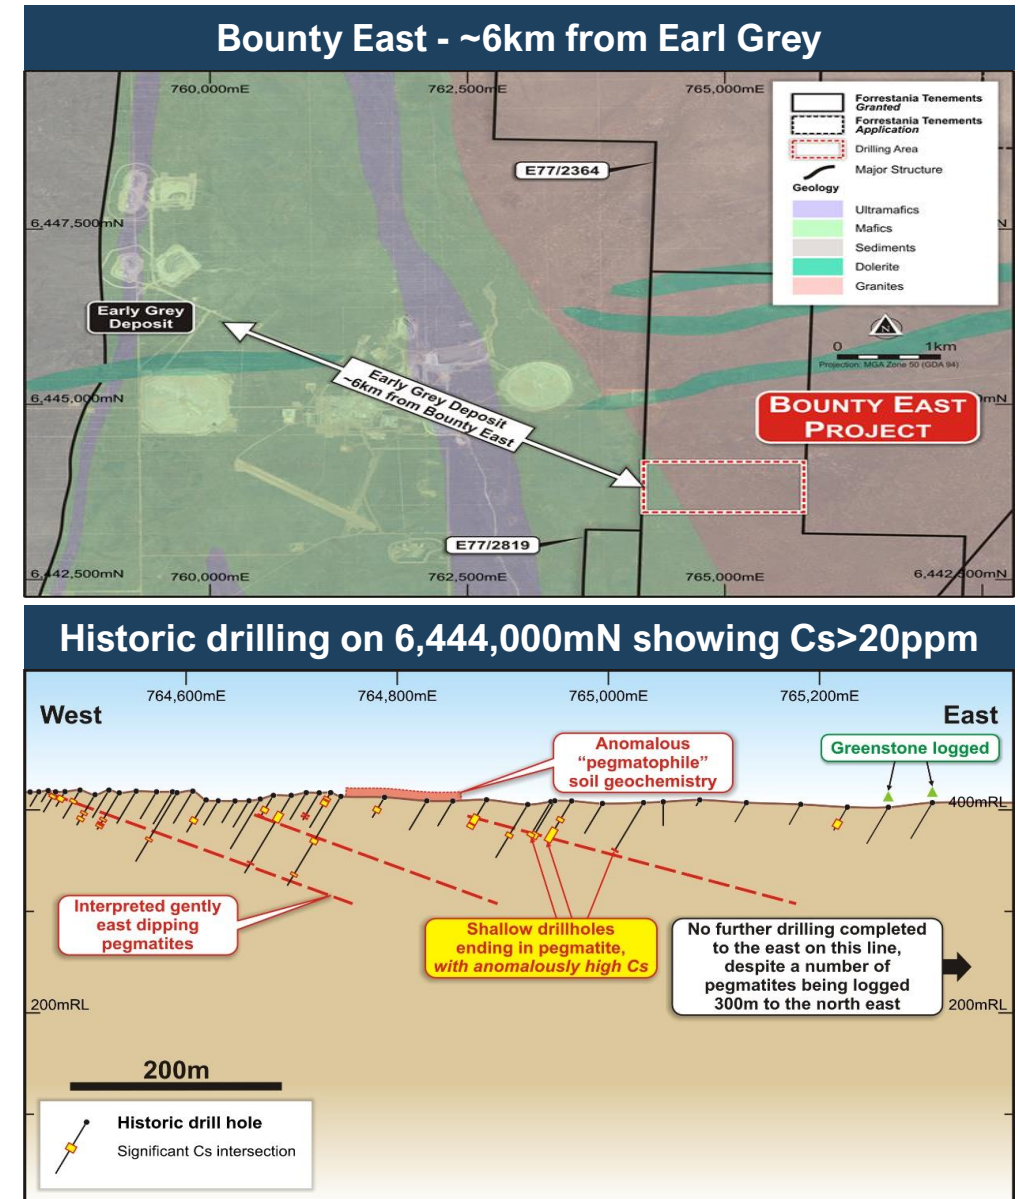 Bounty East - ~6km from Earl Grey
760,000mE
762,500mE
765,000mE
Forrestania Tenements
Granted
Forrestania Tenements
Application
Drilling Area
Major Structure
Geology
Ultramafics
Mafics
Sediments
Dolerite
Granites
E77/2364
6,447,500mN
N
Early Grey
Deposit
N
0
1km
Projection: MGA Zone 50 (GDA 94)
Early Grey Deposit
~6km from Bounty East
6,445,000mN
mN
BOUNTY EAST
PROJECT
E77/2819
6,442,500mN
760,000mE
762,500mE
765,000mE
6,442,500mN
Historic drilling on 6,444,000mN showing Cs>20ppm
764,600mE
764,800mE
765,000mE
765,200mE
West
East
Anomalous
“pegmatophile”
soil geochemistry
Greenstone logged
400mRL
Interpreted gently
east dipping
pegmatites
Shallow drillholes
ending in pegmatite,
with anomalously high Cs
No further drilling completed
to the east on this line,
despite a number of
pegmatites being logged
300m to the north east
200mRL
200mRL
200m
Historic drill hole
Significant Cs intersection